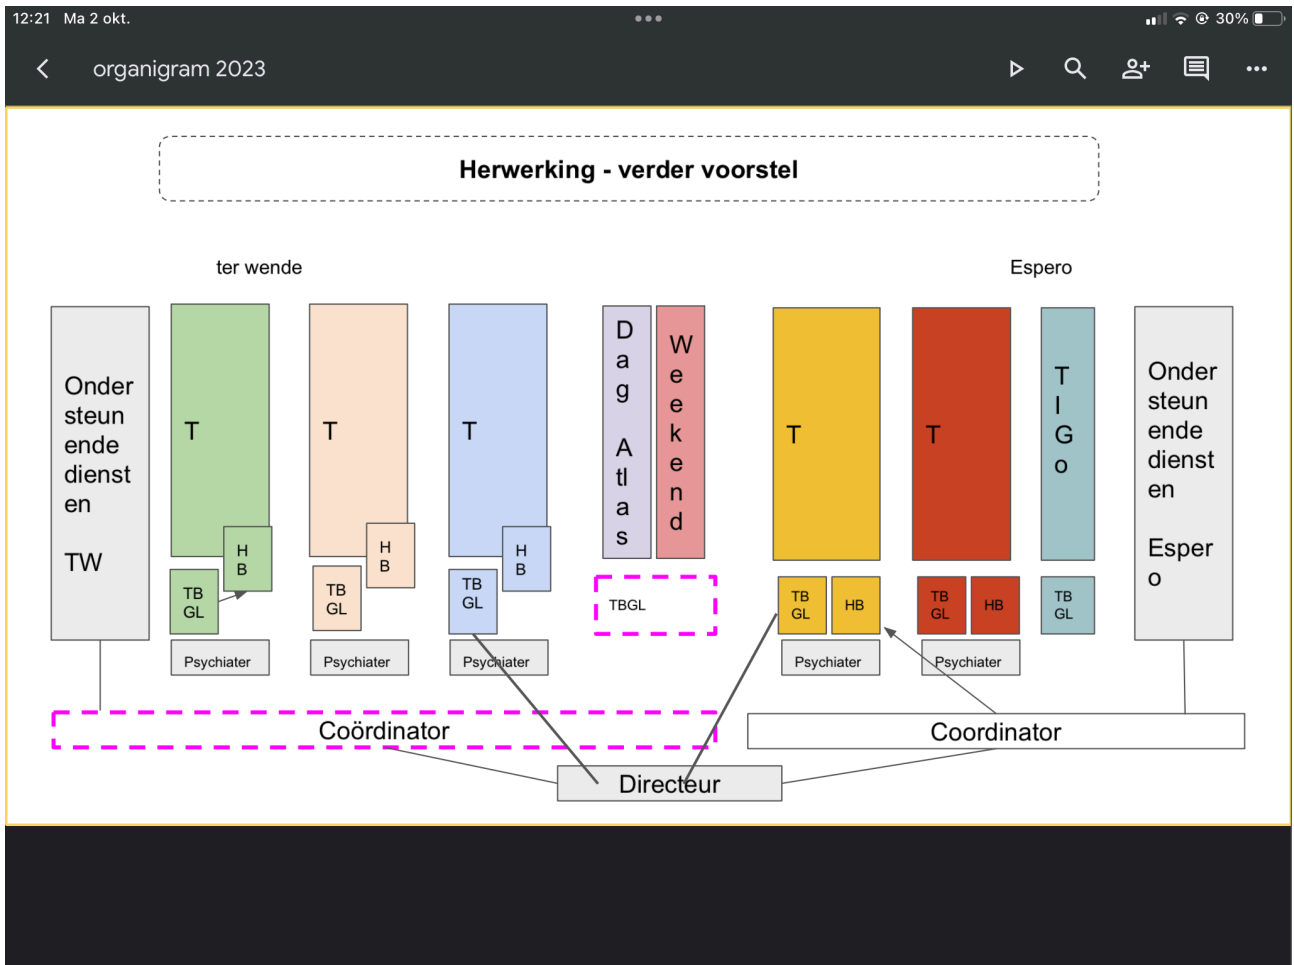 12:21 Ma 2 okt.
30%
organigram 2023
Herwerking - verder voorstel
ter wende
Espero
Onder
steun
ende
dienst
en
TW
T
H
B
TB
GL
Psychiater
T
H
B
TB
GL
Psychiater
T
H
B
TB
GL
Psychiater
D
a
g
A
tl
a
s
W
e
e
k
e
n
d
TBGL
T
TB
GL
HB
Psychiater
T
TB
GL
HB
Psychiater
T
I
G
o
TB
GL
Onder
steun
ende
dienst
en
Esper
o
Coördinator
Coordinator
Directeur